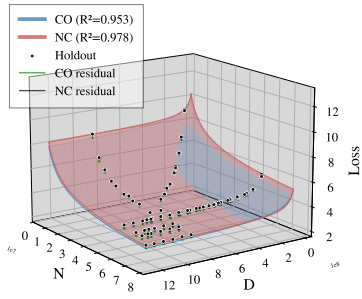 CO (R²=0.953)
NC (R²=0.978)
Holdout
CO residual
NC residual
12
10
8
6
4
2
Loss
0
1
2
3
4
5
6
7
8
N
12
10
8
6
4
2
0
D